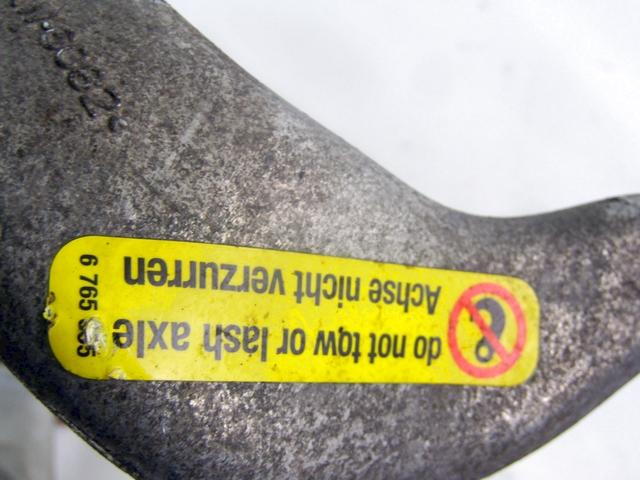 do not tow or lash axle
Achse nicht verzurren
6 765